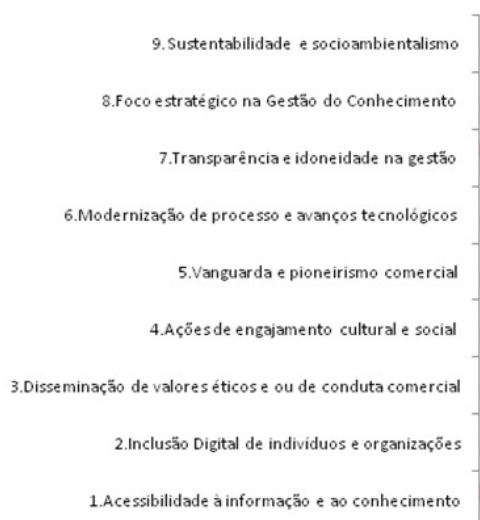 9.Sustentabilidade e socioambientalismo
8.Foco estratégico na Gestão do Conhecimento
7.Transparência e idoneidade na gestão
6.Modernização de processo e avanços tecnológicos
5.Vanguarda e pioneirismo comercial
4.Ações de engajamento cultural e social
3.Disseminação de valores éticos e ou de conduta comercial
2.Inclusão Digital de indivíduos e organizações
1.Acessibilidade à informação e ao conhecimento